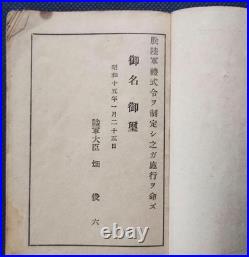 朕陸軍禮式令ヲ制定シ之ガ施行ヲ命ズ
御名御璽
昭和十五年一月二十五日
陸軍大臣 畑 俊六
thejapanseller.com